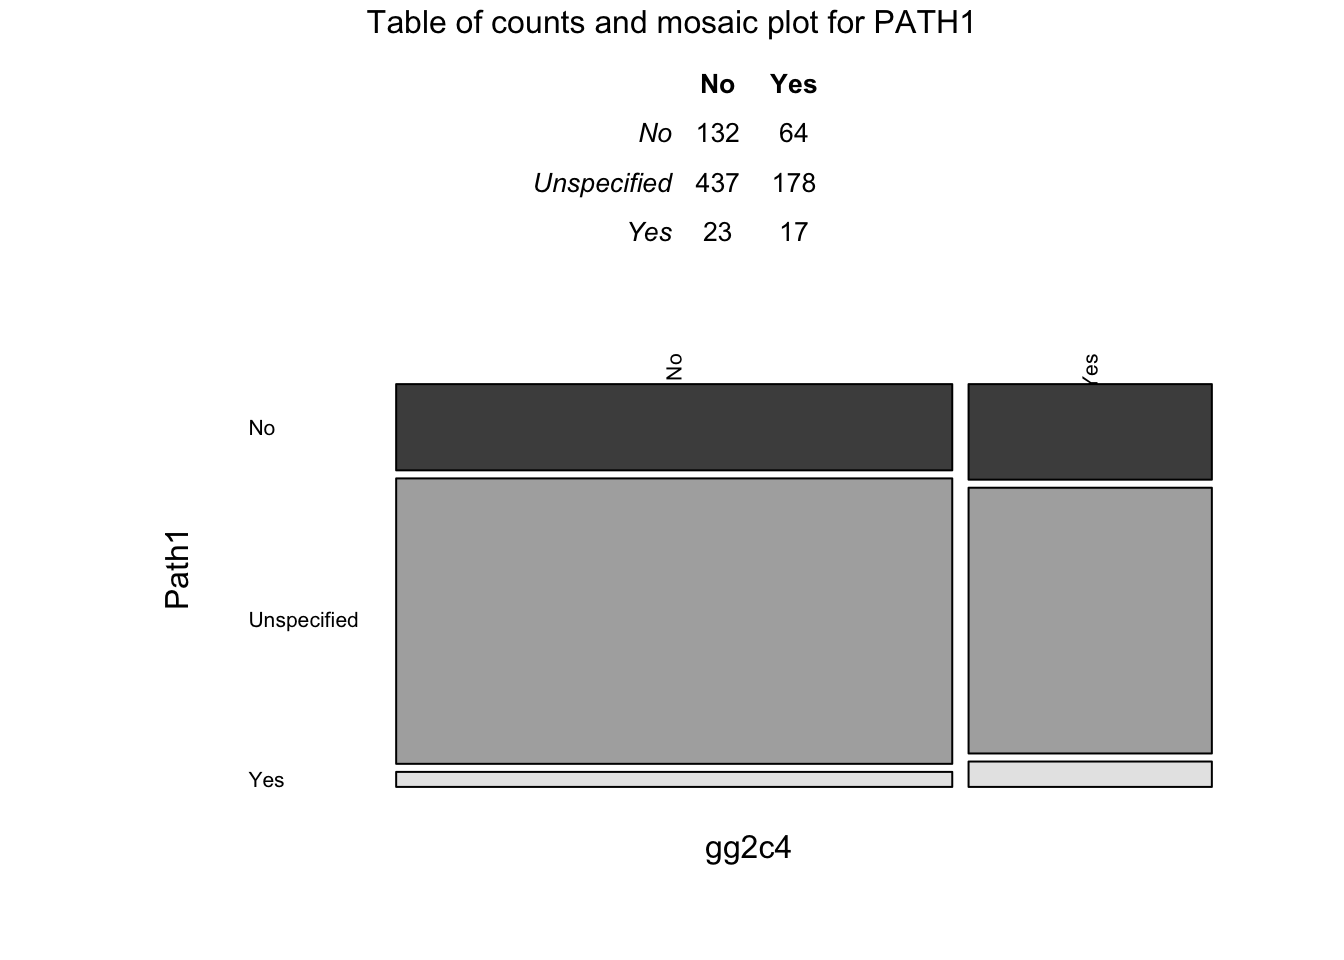 Table of counts and mosaic plot for PATH1
No Yes
No 132 64
Unspecified 437 178
Yes 23 17
No Yes
No
Unspecified
Yes
Path1
gg2c4